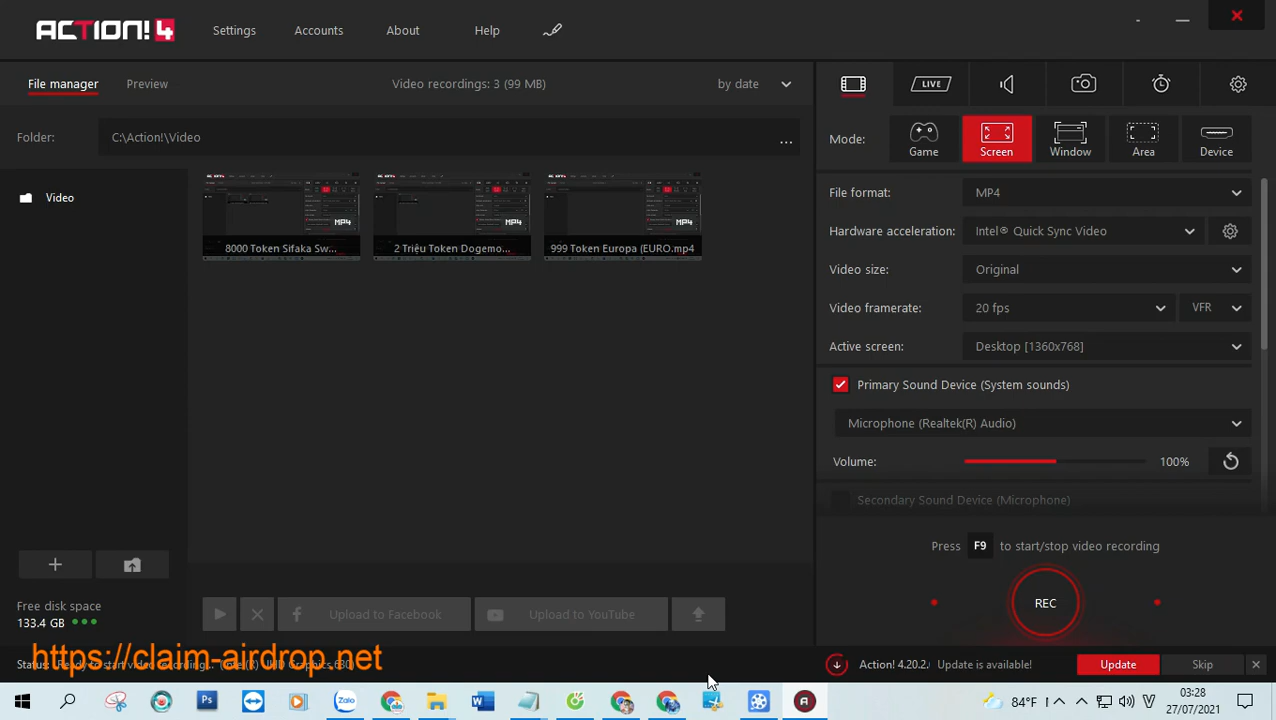 ACTION! 4
Settings
Accounts
About
Help
File manager
Preview
Video recordings: 3 (99 MB)
by date
LIVE
Folder:
C:\Action!\Video
...
Mode:
Game
Screen
Window
Area
Device
Video
MP4
MP4
MP4
8000 Token Sifaka Sw...
2 Triệu Token Dogemo...
999 Token Europa (EURO.mp4
File format:
MP4
Hardware acceleration:
Intel® Quick Sync Video
Video size:
Original
Video framerate:
20 fps
VFR
Active screen:
Desktop [1360x768]
Primary Sound Device (System sounds)
Microphone (Realtek(R) Audio)
Volume:
100%
Secondary Sound Device (Microphone)
Press F9 to start/stop video recording
REC
Free disk space
133.4 GB
Upload to Facebook
Upload to YouTube
https://claim-airdrop.net
Status:
Action! 4.20.2.
Update is available!
Update
Skip
Ps
Zalo
84°F
V
03:28
27/07/2021